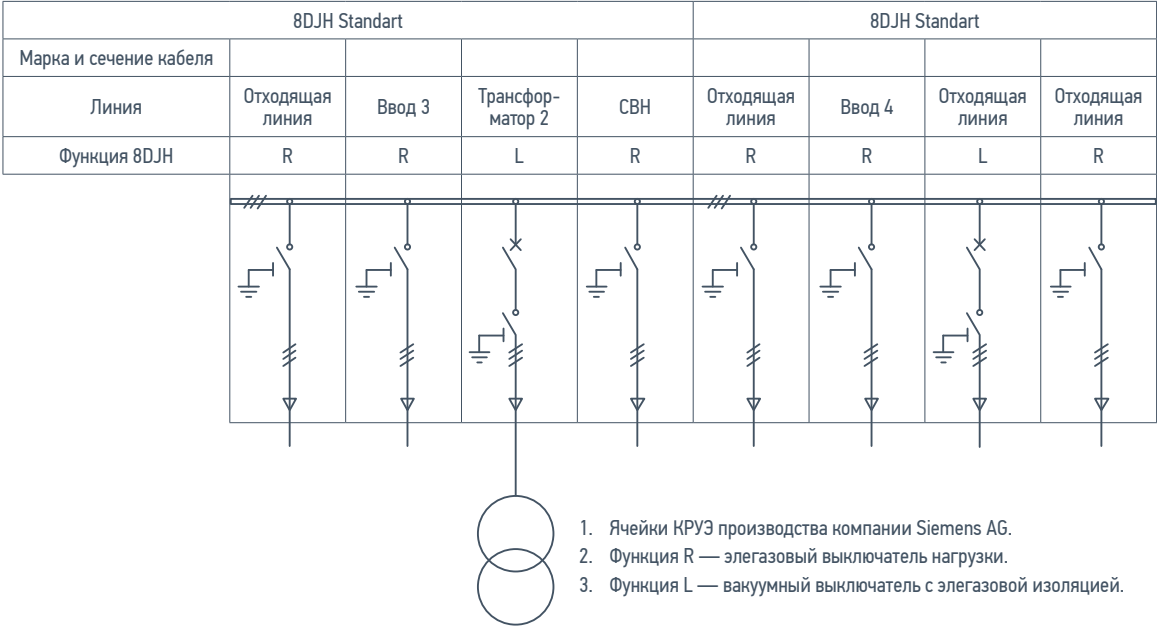 8DJH Standart 8DJH Standart
Марка и сечение кабеля
Линия Отходящая линия Ввод 3 Трансфор-матор 2 СВН Отходящая линия Ввод 4 Отходящая линия Отходящая линия
Функция 8DJH R R L R R R L R
1. Ячейки КРУЭ производства компании Siemens AG.
2. Функция R — элегазовый выключатель нагрузки.
3. Функция L — вакуумный выключатель с элегазовой изоляцией.